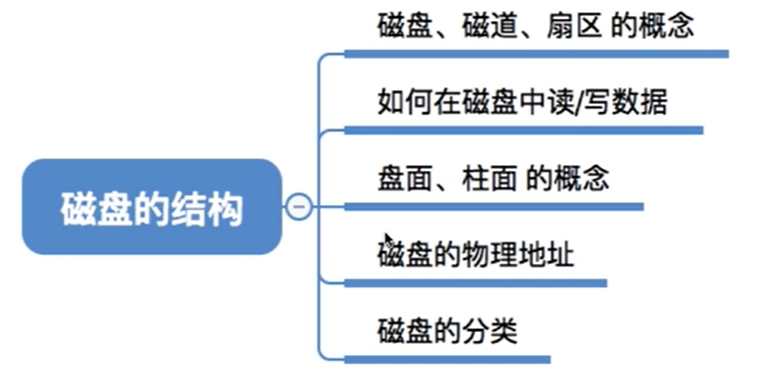 磁盘的结构
磁盘、磁道、扇区 的概念
如何在磁盘中读/写数据
盘面、柱面 的概念
磁盘的物理地址
磁盘的分类